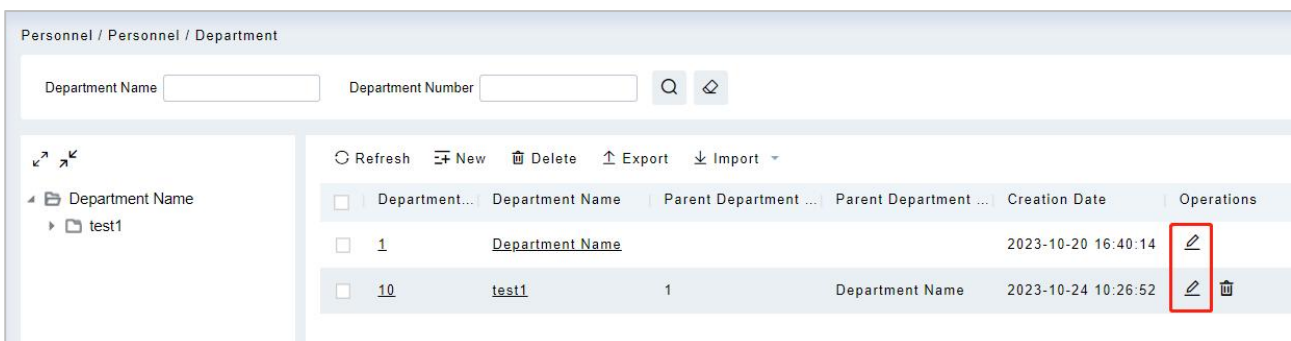 Personnel / Personnel / Department
Department Name Department Number
Refresh New Delete Export Import
Department Name
test1
Department... Department Name Parent Department ... Parent Department ... Creation Date Operations
1 Department Name 2023-10-20 16:40:14
10 test1 1 Department Name 2023-10-24 10:26:52